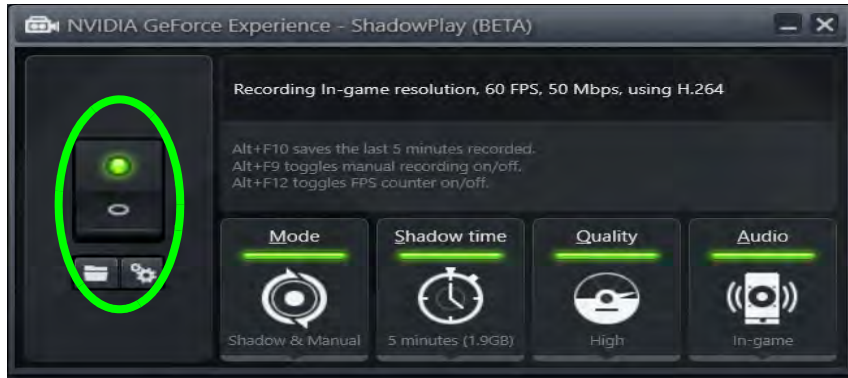 NVIDIA GeForce Experience - ShadowPlay (BETA)
Recording In-game resolution, 60 FPS, 50 Mbps, using H.264
Alt+F10 saves the last 5 minutes recorded.
Alt+F9 toggles manual recording on/off.
Alt+F12 toggles FPS counter on/off.
Mode
Shadow time
Quality
Audio
Shadow & Manual
5 minutes (1.9GB)
High
In-game